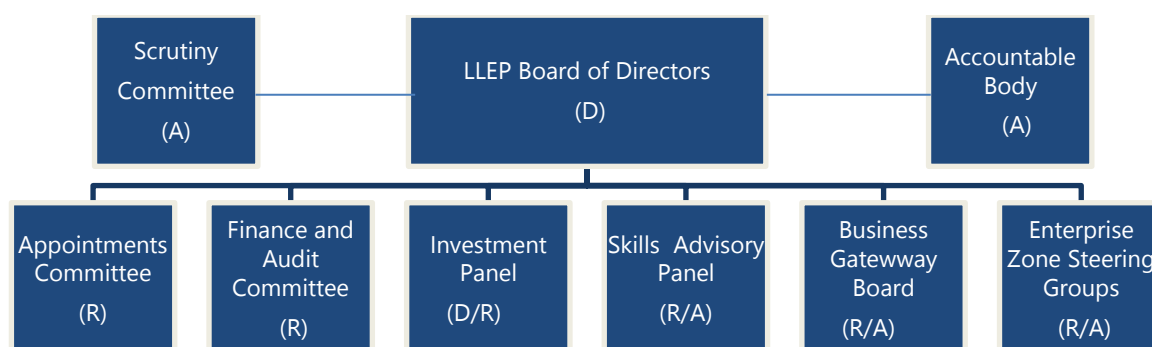 Scrutiny
Committee
(A)
LLEP Board of Directors
(D)
Accountable
Body
(A)
Appointments
Committee
(R)
Finance and
Audit
Committee
(R)
Investment
Panel
(D/R)
Skills Advisory
Panel
(R/A)
Business
Gatewway
Board
(R/A)
Enterprise
Zone Steering
Groups
(R/A)